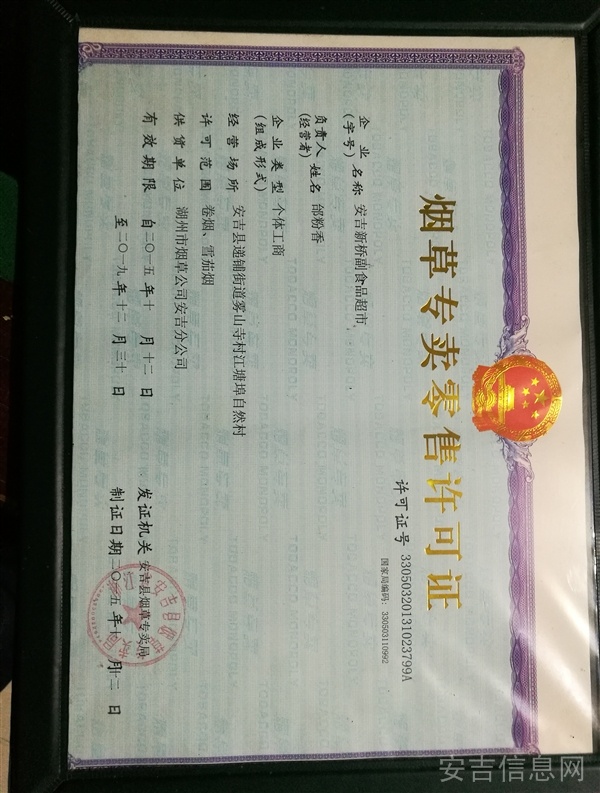 烟草专卖零售许可证
许可证号 330503201310237​99A
国家局编码：330503110992
企业名称 安吉新桥副食品超市
(字号)
负责人姓名 邰粉香
(经营者)
企业类型 个体工商
(组成形式)
经营场所 安吉县递铺街道雾山寺村江塘埠自然村
许可范围 卷烟、雪茄烟
供货单位 湖州市烟草公司安吉分公司
有效期限 自二〇一五年十 月十二日
至二〇一九年十二月三十日
发证机关 安吉县烟草专卖局
制证日期二〇一五年十 月十二日
安吉信息网